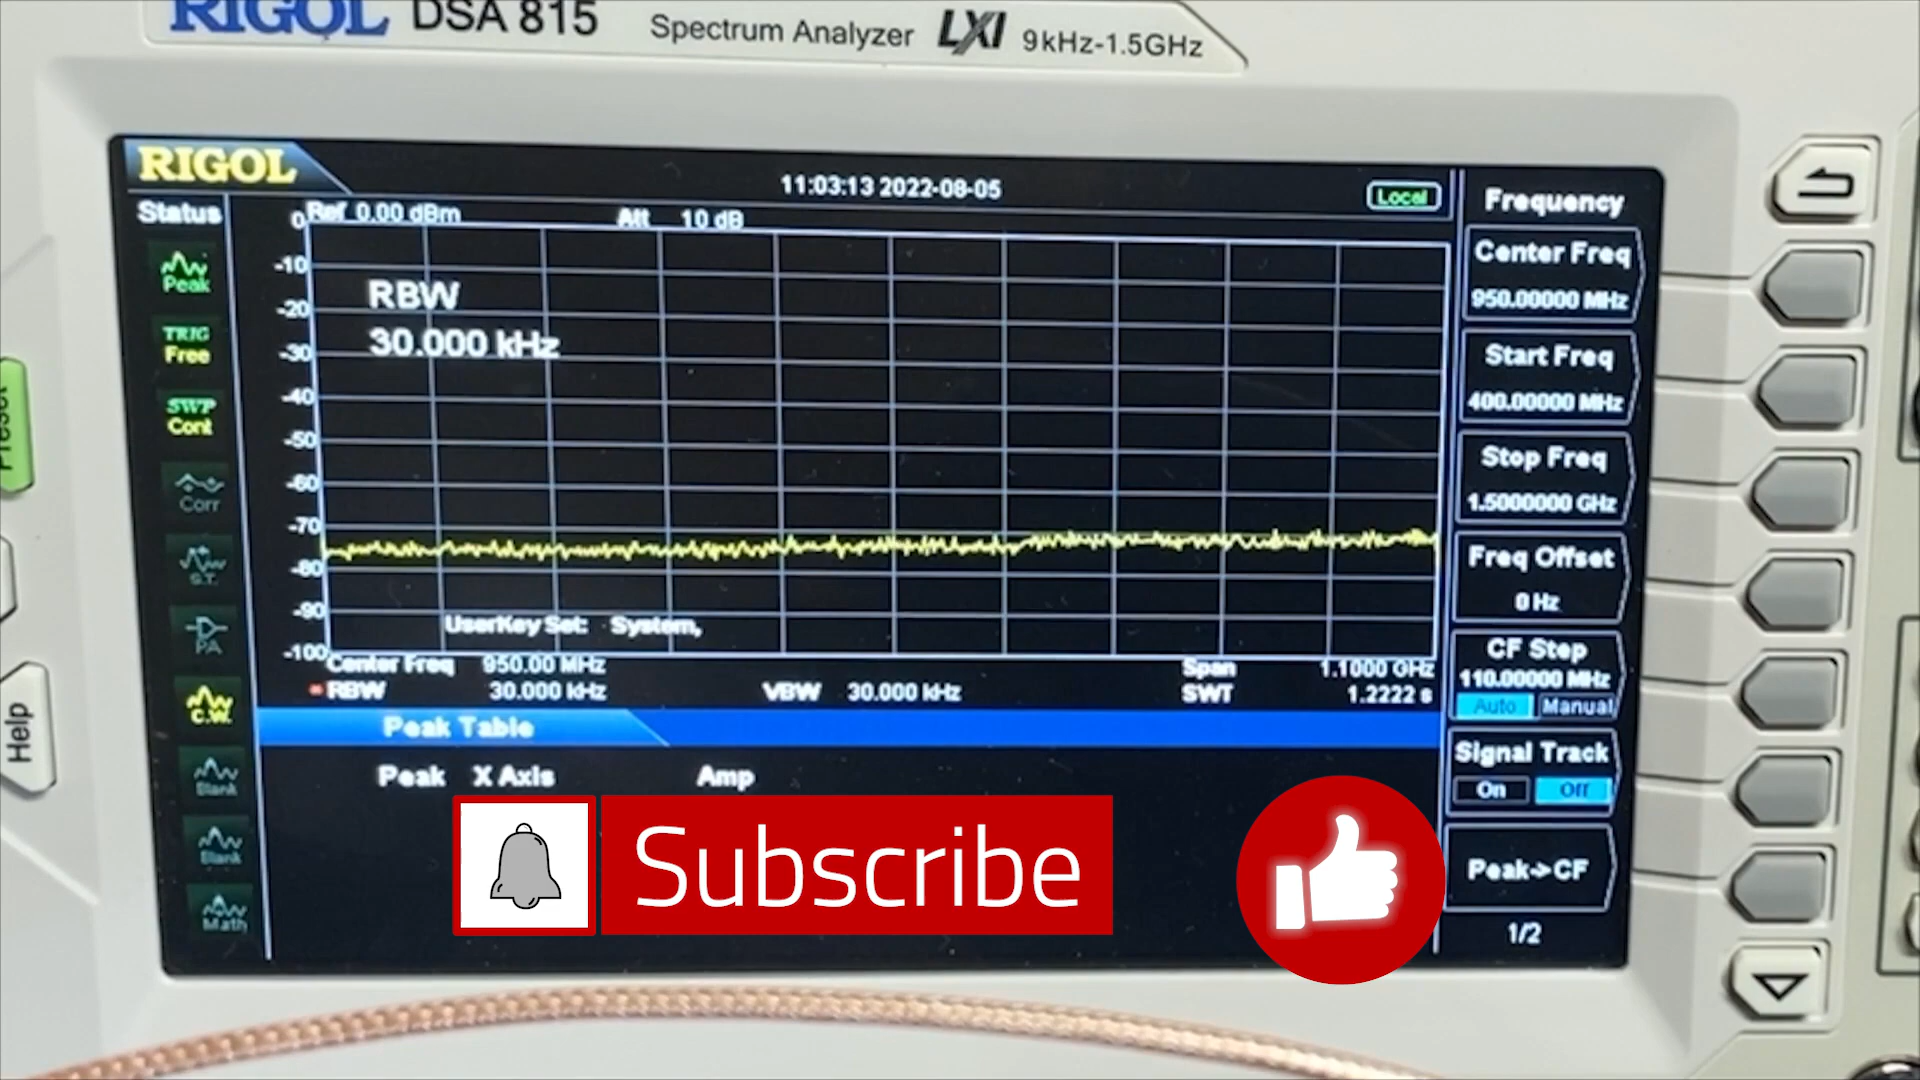 RIGOL DSA 815 Spectrum Analyzer LXI 9kHz-1.5GHz
RIGOL
11:03:13 2022-08-05
Local
Status
Ref 0.00 dBm Att 10 dB
0
-10
-20
-30
-40
-50
-60
-70
-80
-90
-100
RBW
30.000 kHz
UserKey Set: System,
Center Freq 950.00 MHz Span 1.1000 GHz
RBW 30.000 kHz VBW 30.000 kHz SWT 1.2222 s
Peak Table
Peak X Axis Amp
Peak
TRIG
Free
SWP
Cont
Corr
S.T.
PA
C.W.
Blank
Blank
Math
Frequency
Center Freq
950.00000 MHz
Start Freq
400.00000 MHz
Stop Freq
1.5000000 GHz
Freq Offset
0 Hz
CF Step
110.00000 MHz
Auto Manual
Signal Track
On Off
Peak->CF
1/2
Preset
Help
Subscribe